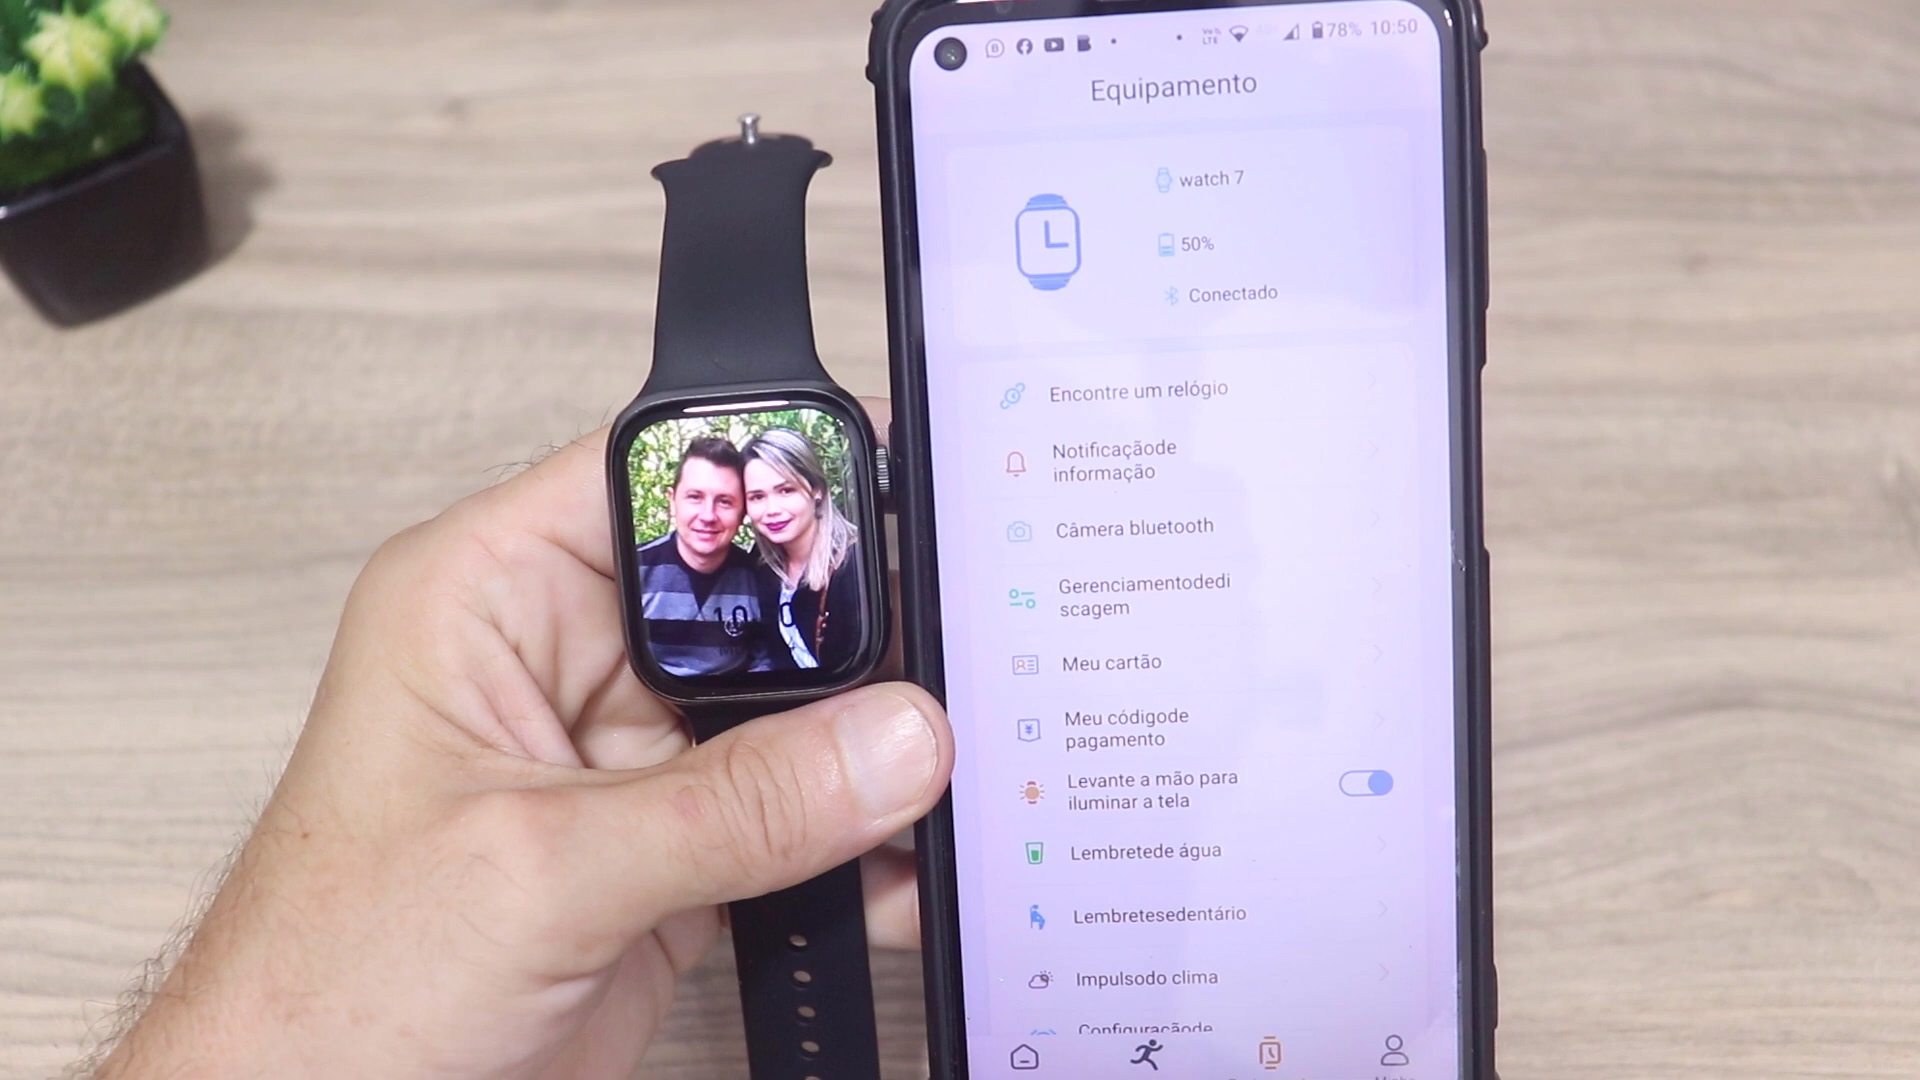 78% 10:50
Equipamento
watch 7
50%
Conectado
Encontre um relógio
Notificaçãode
informação
Câmera bluetooth
Gerenciamentodedi
scagem
Meu cartão
Meu códigode
pagamento
Levante a mão para
iluminar a tela
Lembretede água
Lembretesedentário
Impulsodo clima
Configuraçãode